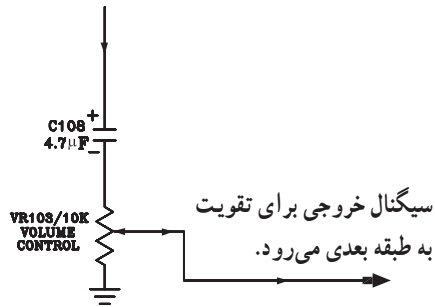 +
C108
4.7μF
−
سیگنال خروجی برای تقویت
به طبقه بعدی می‌رود.
VR103/10K
VOLUME
CONTROL